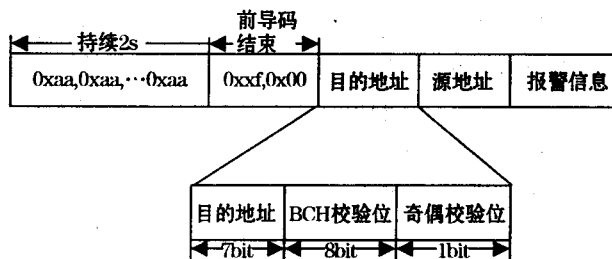 前导码
持续2s 结束
0xaa,0xaa,…0xaa 0xxf,0x00 目的地址 源地址 报警信息
目的地址 BCH校验位 奇偶校验位
7bit 8bit 1bit